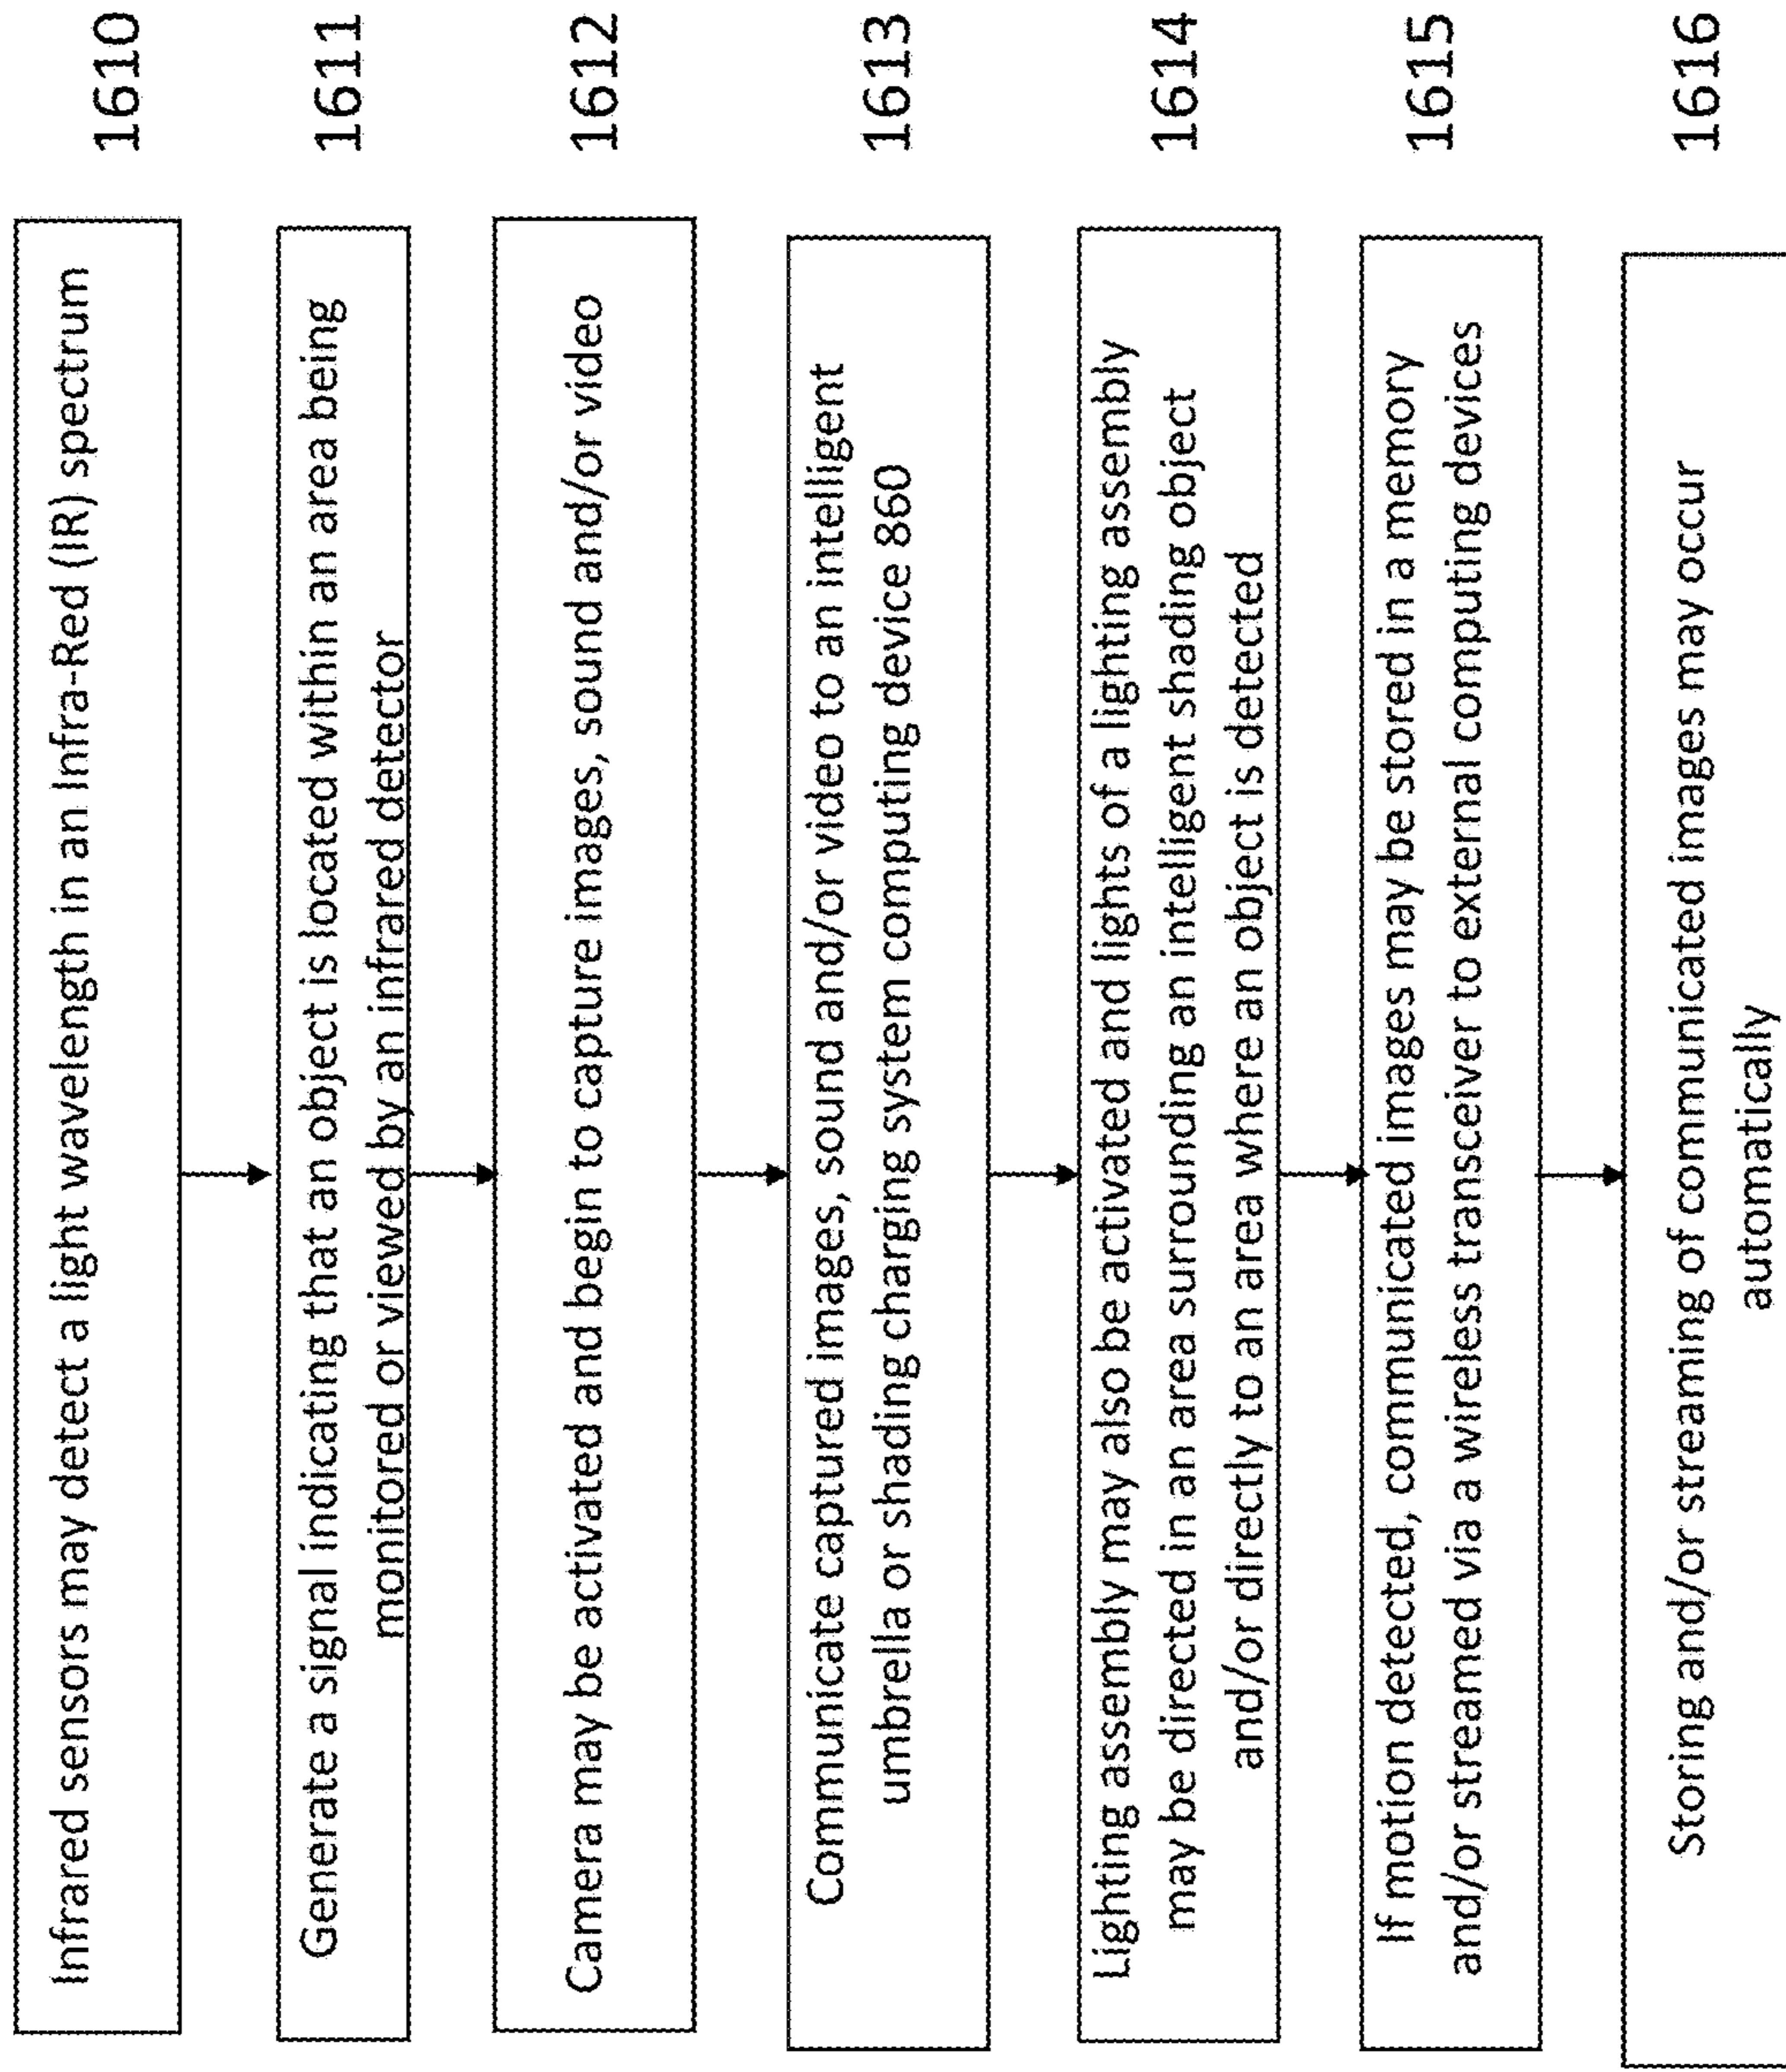 Infrared sensors may detect a light wavelength in an Infra-Red (IR) spectrum
1610
Generate a signal indicating that an object is located within an area being
monitored or viewed by an infrared detector
1611
Camera may be activated and begin to capture images, sound and/or video
1612
Communicate captured images, sound and/or video to an intelligent
umbrella or shading charging system computing device 860
1613
Lighting assembly may also be activated and lights of a lighting assembly
may be directed in an area surrounding an intelligent shading object
and/or directly to an area where an object is detected
1614
If motion detected, communicated images may be stored in a memory
and/or streamed via a wireless transceiver to external computing devices
1615
Storing and/or streaming of communicated images may occur
automatically
1616